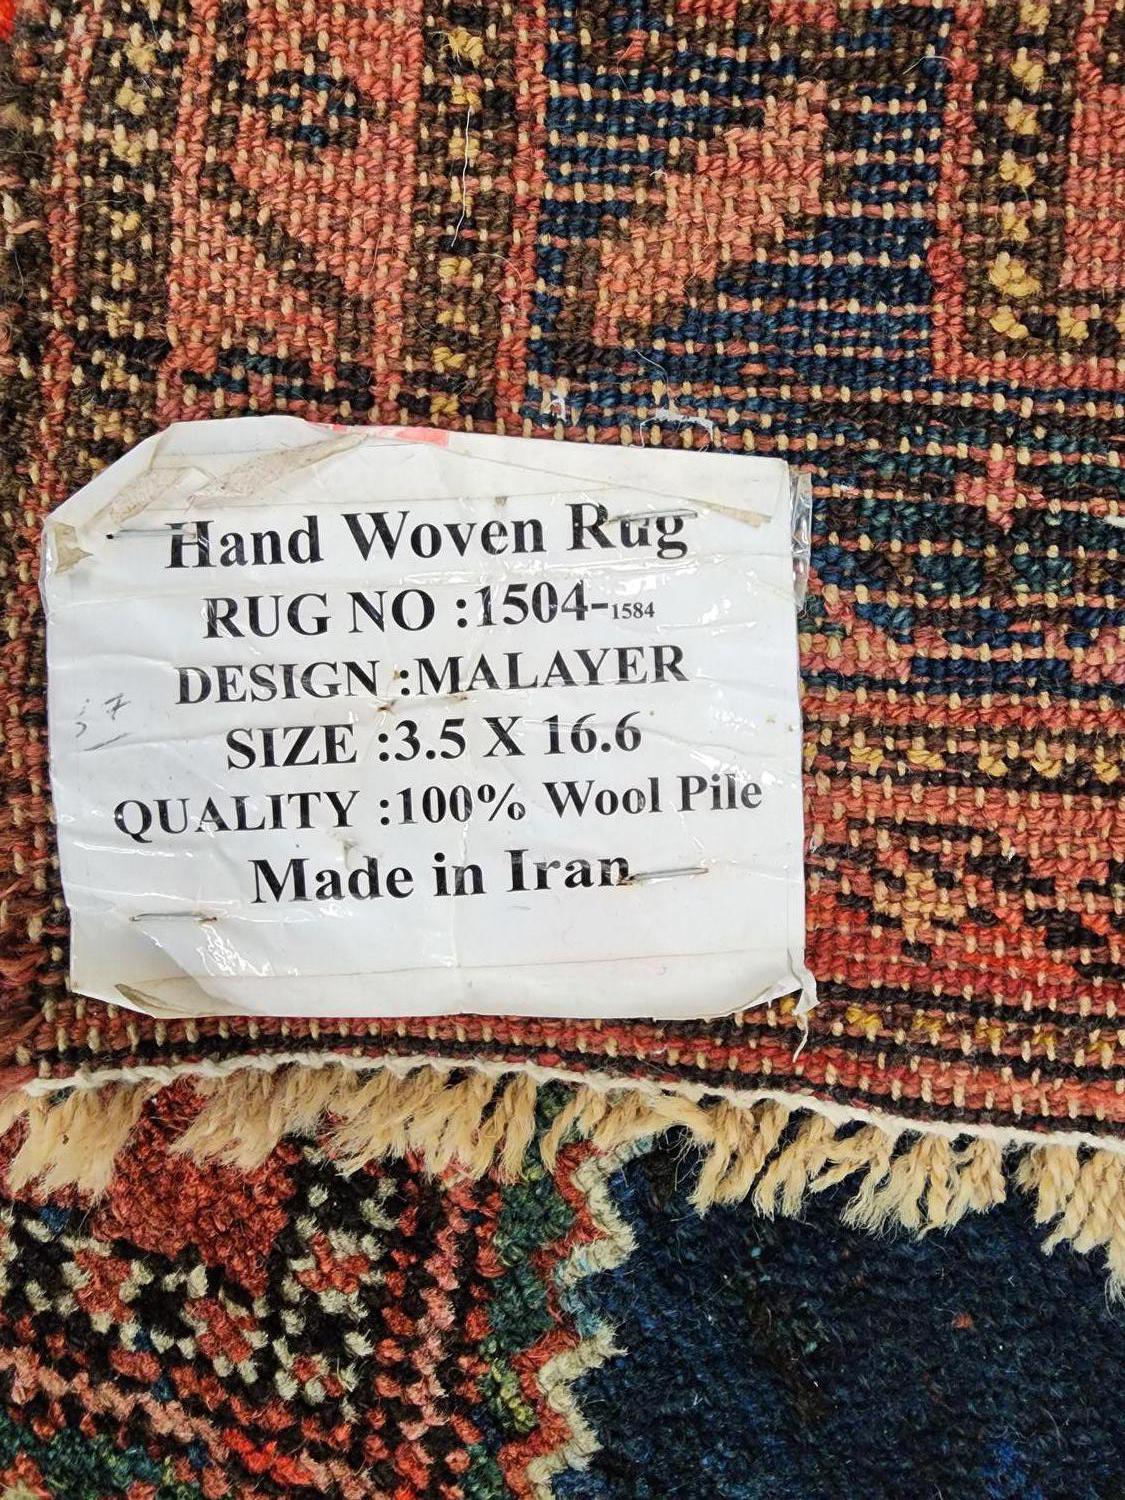 Hand Woven Rug
RUG NO :1504-1584
DESIGN :MALAYER
SIZE :3.5 X 16.6
QUALITY :100% Wool Pile
Made in Iran